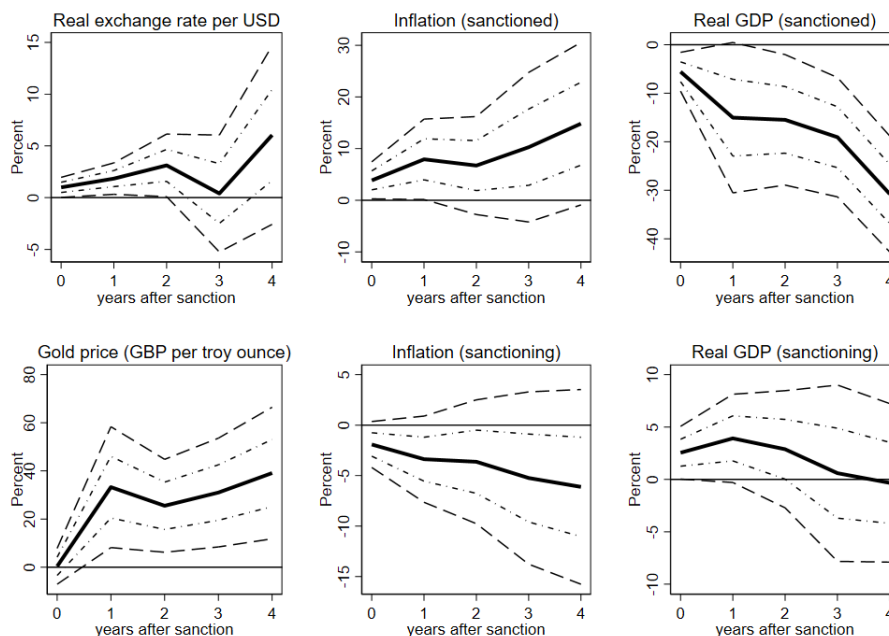 Real exchange rate per USD
Percent
15
10
5
0
-5
0 1 2 3 4
years after sanction
Inflation (sanctioned)
Percent
30
20
10
0
-10
0 1 2 3 4
years after sanction
Real GDP (sanctioned)
Percent
0
-10
-20
-30
-40
0 1 2 3 4
years after sanction
Gold price (GBP per troy ounce)
Percent
80
60
40
20
0
0 1 2 3 4
years after sanction
Inflation (sanctioning)
Percent
5
0
-5
-10
-15
0 1 2 3 4
years after sanction
Real GDP (sanctioning)
Percent
10
5
0
-5
-10
0 1 2 3 4
years after sanction